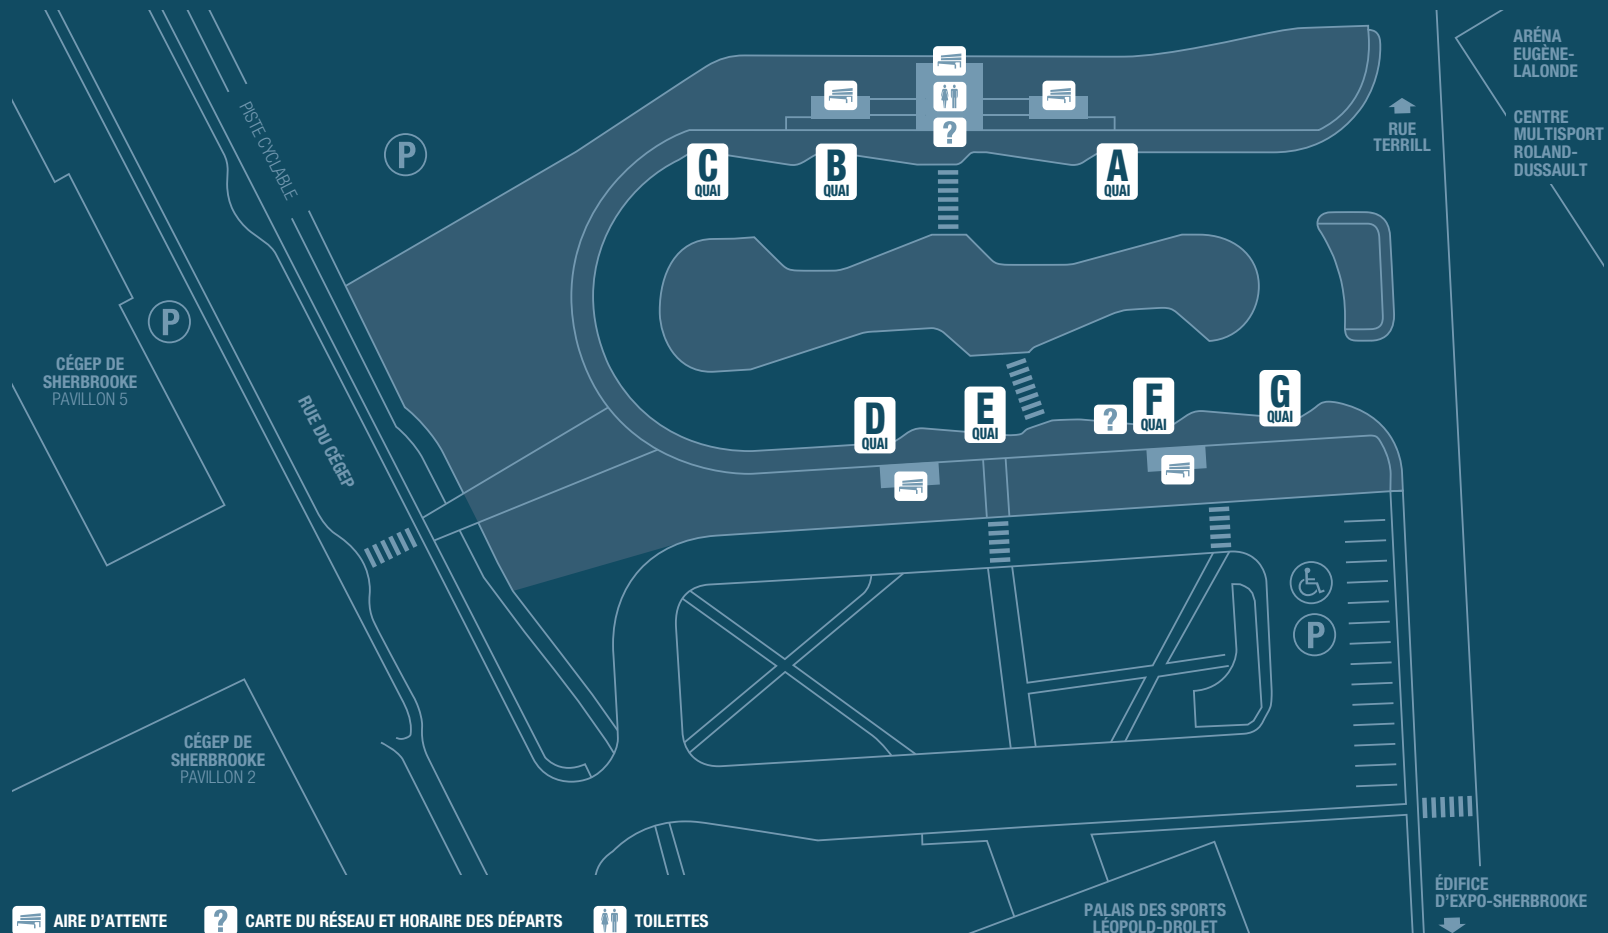 ARÉNA
EUGÈNE-
LALONDE
CENTRE
MULTISPORT
ROLAND-
DUSSAULT
RUE
TERRILL
PISTE CYCLABLE
P
?
C
QUAI
B
QUAI
A
QUAI
P
CÉGEP DE
SHERBROOKE
PAVILLON 5
RUE DU CÉGEP
D
QUAI
E
QUAI
?
F
QUAI
G
QUAI
P
CÉGEP DE
SHERBROOKE
PAVILLON 2
ÉDIFICE
D'EXPO-SHERBROOKE
PALAIS DES SPORTS
LÉOPOLD-DROLET
AIRE D'ATTENTE
? CARTE DU RÉSEAU ET HORAIRE DES DÉPARTS
TOILETTES